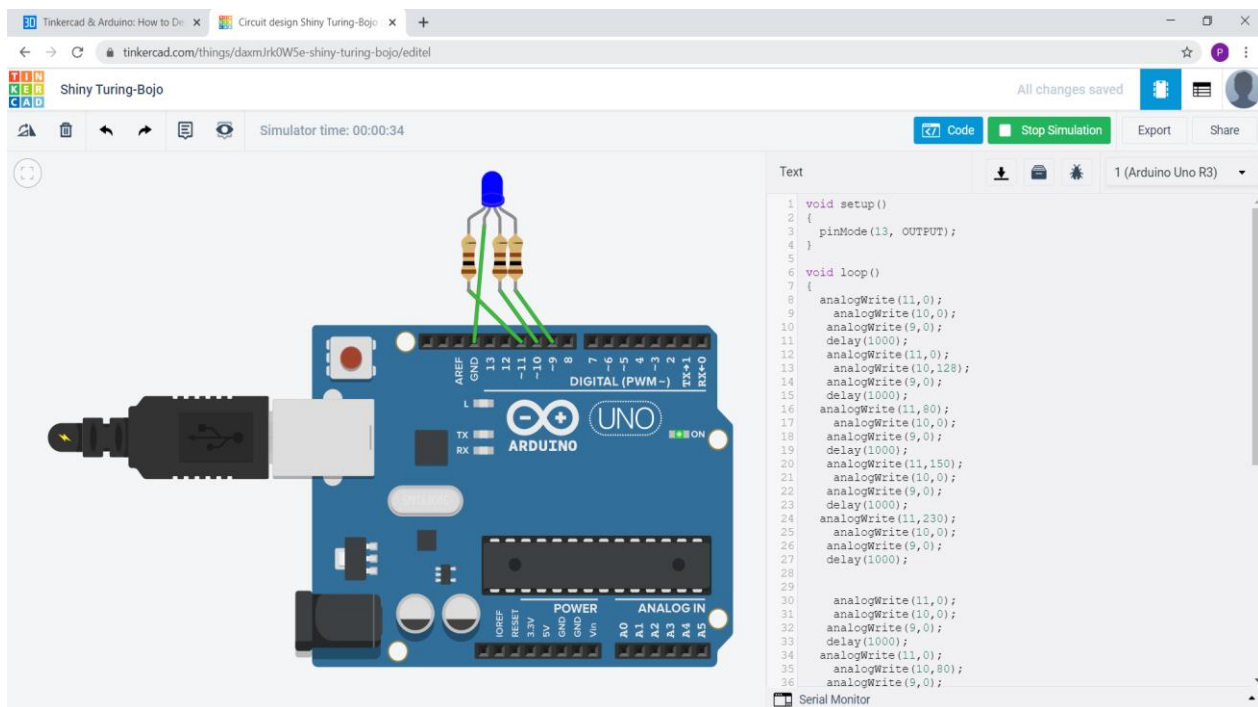 Tinkercad & Arduino: How to De
Circuit design Shiny Turing-Bojo
tinkercad.com/things/daxmJrk0W5e-shiny-turing-bojo/editel
P
TIN
KER
CAD
Shiny Turing-Bojo
All changes saved
Simulator time: 00:00:34
Code
Stop Simulation
Export
Share
Text
1 (Arduino Uno R3)
1 void setup()
2 {
3 pinMode(13, OUTPUT);
4 }
5
6 void loop()
7 {
8 analogWrite(11,0);
9 analogWrite(10,0);
10 analogWrite(9,0);
11 delay(1000);
12 analogWrite(11,0);
13 analogWrite(10,128);
14 analogWrite(9,0);
15 delay(1000);
16 analogWrite(11,80);
17 analogWrite(10,0);
18 analogWrite(9,0);
19 delay(1000);
20 analogWrite(11,150);
21 analogWrite(10,0);
22 analogWrite(9,0);
23 delay(1000);
24 analogWrite(11,230);
25 analogWrite(10,0);
26 analogWrite(9,0);
27 delay(1000);
28
29
30 analogWrite(11,0);
31 analogWrite(10,0);
32 analogWrite(9,0);
33 delay(1000);
34 analogWrite(11,0);
35 analogWrite(10,80);
36 analogWrite(9,0);
Serial Monitor
AREF GND 13 12 ~11 ~10 ~9 8 7 ~6 ~5 4 ~3 2 TX→1 RX←0
DIGITAL (PWM~)
L
TX
RX
UNO
ARDUINO
ON
POWER
ANALOG IN
IOREF RESET 3.3V 5V GND GND Vin A0 A1 A2 A3 A4 A5